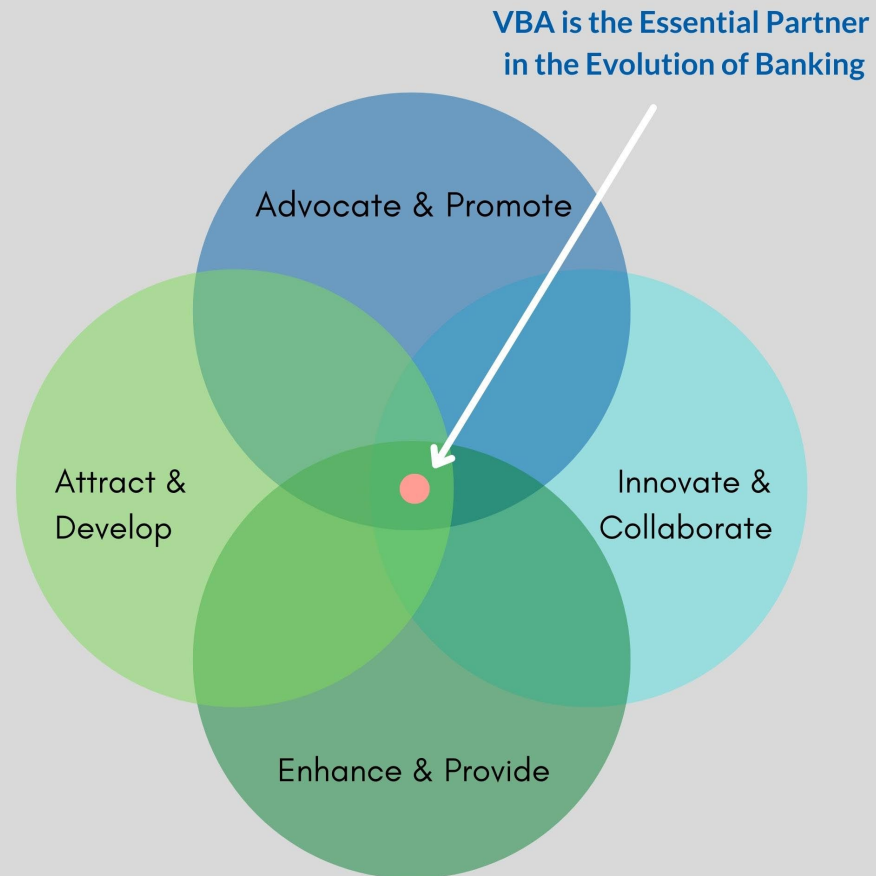 VBA is the Essential Partner
in the Evolution of Banking
Advocate & Promote
Attract &
Develop
Innovate &
Collaborate
Enhance & Provide